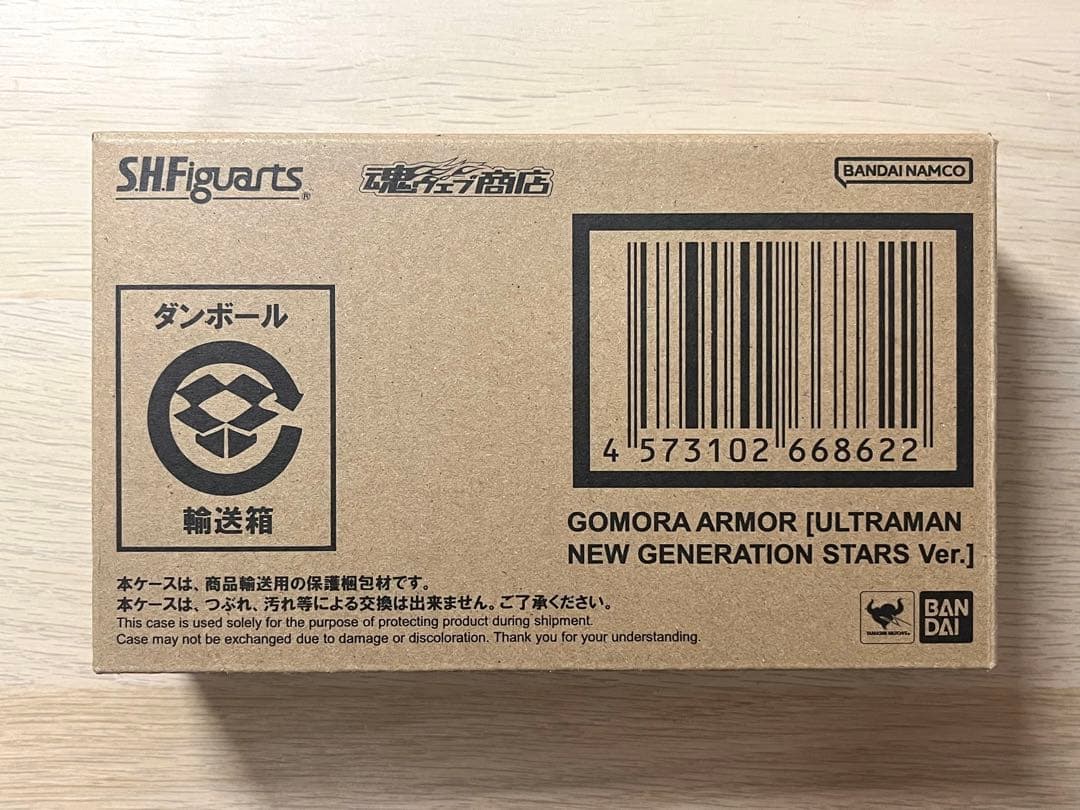 S.H.Figuarts®
魂ウェブ商店
BANDAI NAMCO
ダンボール
輸送箱
4 573102 668622
GOMORA ARMOR [ULTRAMAN
NEW GENERATION STARS Ver.]
本ケースは、商品輸送用の保護梱包材です。
本ケースは、つぶれ、汚れ等による交換は出来ません。ご了承ください。
This case is used solely for the purpose of protecting product during shipment.
Case may not be exchanged due to damage or discoloration. Thank you for your understanding.
TAMASHII NATIONS®
BAN
DAI